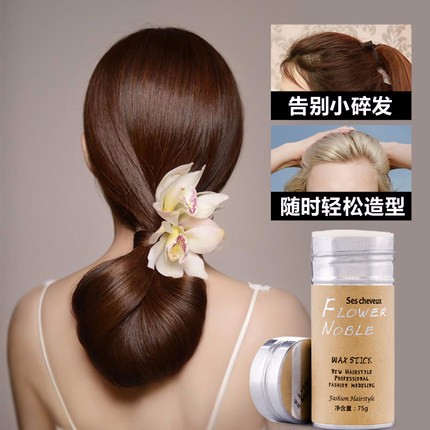 告别小碎发
随时轻松造型
Ses cheveux
FLOWER
NOBLE
WAX STICK
NEW HAIRSTYLE
PROFESSIONAL
FASHION MODELING
Fashion Hairstyle
净含量: 75g